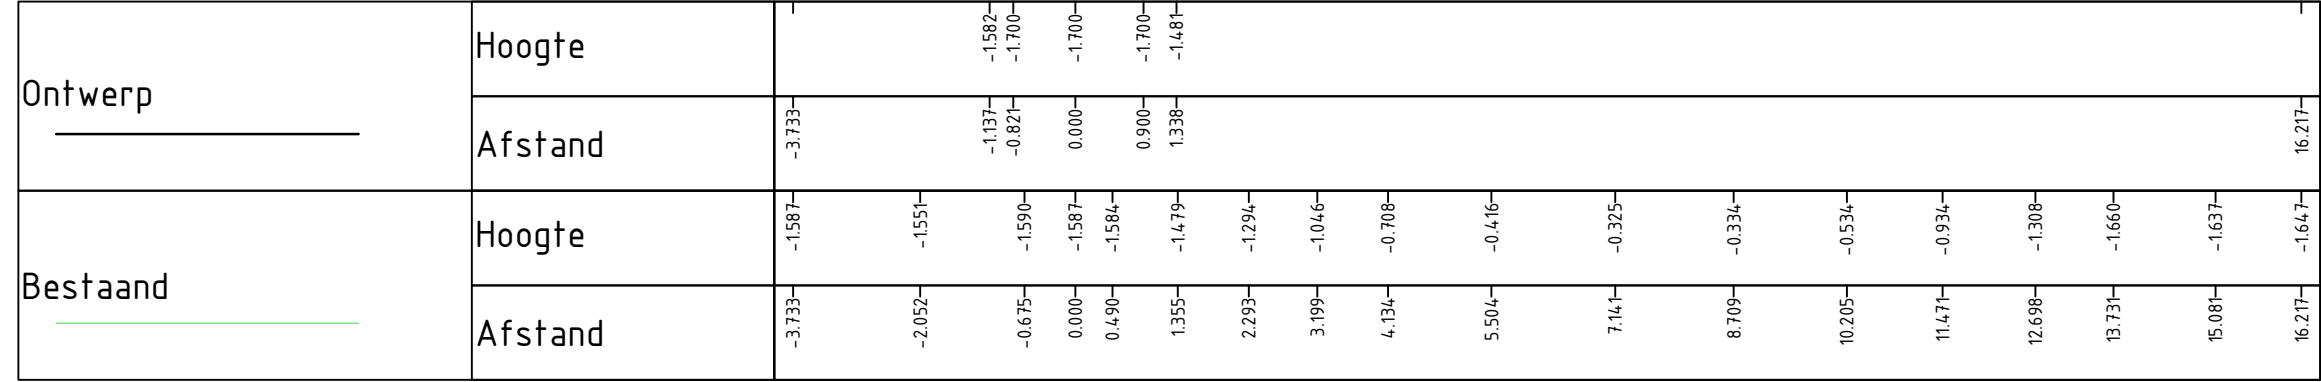 Ontwerp
Hoogte
-1.582 -1.700 -1.700 -1.700 -1.481
Afstand
-3.733 -1.137 -0.821 0.000 0.900 1.338 16.217
Bestaand
Hoogte
-1.587 -1.551 -1.590 -1.587 -1.584 -1.479 -1.294 -1.046 -0.708 -0.416 -0.325 -0.334 -0.534 -0.934 -1.308 -1.660 -1.637 -1.647
Afstand
-3.733 -2.052 -0.675 0.000 0.490 1.355 2.293 3.199 4.134 5.504 7.141 8.709 10.205 11.471 12.698 13.731 15.081 16.217